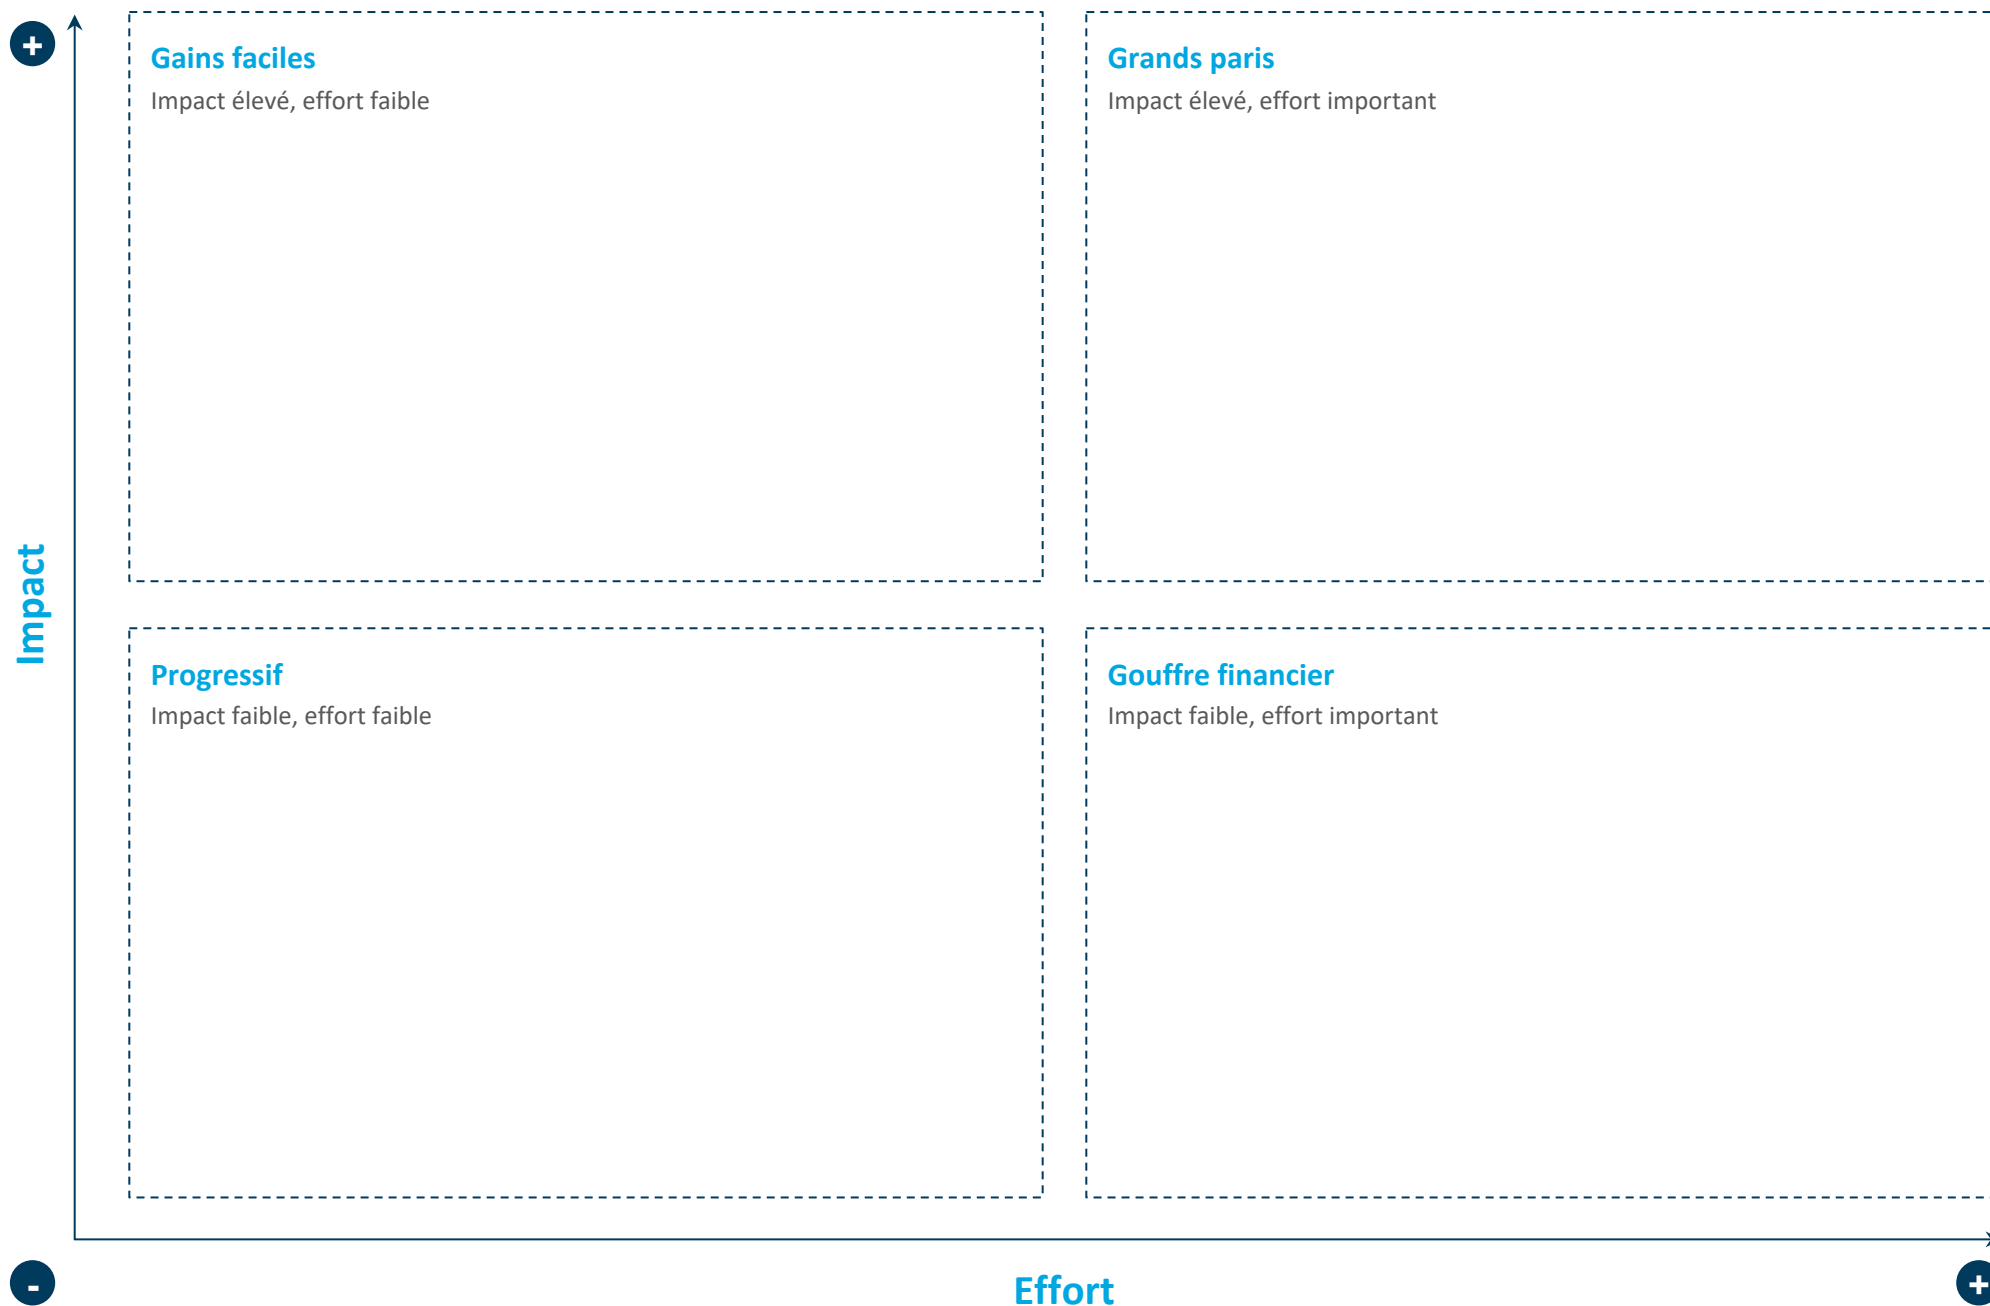 +
Gains faciles
Impact élevé, effort faible
Grands paris
Impact élevé, effort important
Impact
Progressif
Impact faible, effort faible
Gouffre financier
Impact faible, effort important
-
Effort
+